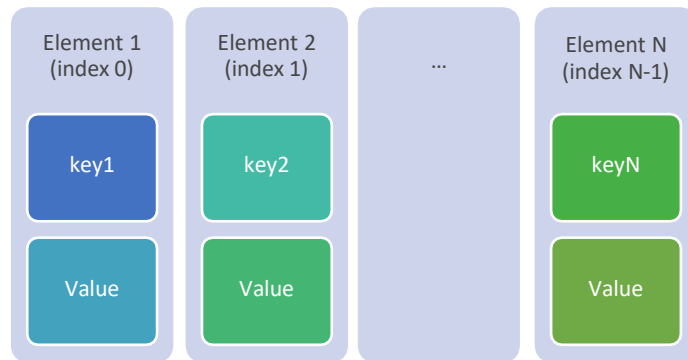 Element 1
(index 0)
key1
Value
Element 2
(index 1)
key2
Value
...
Element N
(index N-1)
keyN
Value